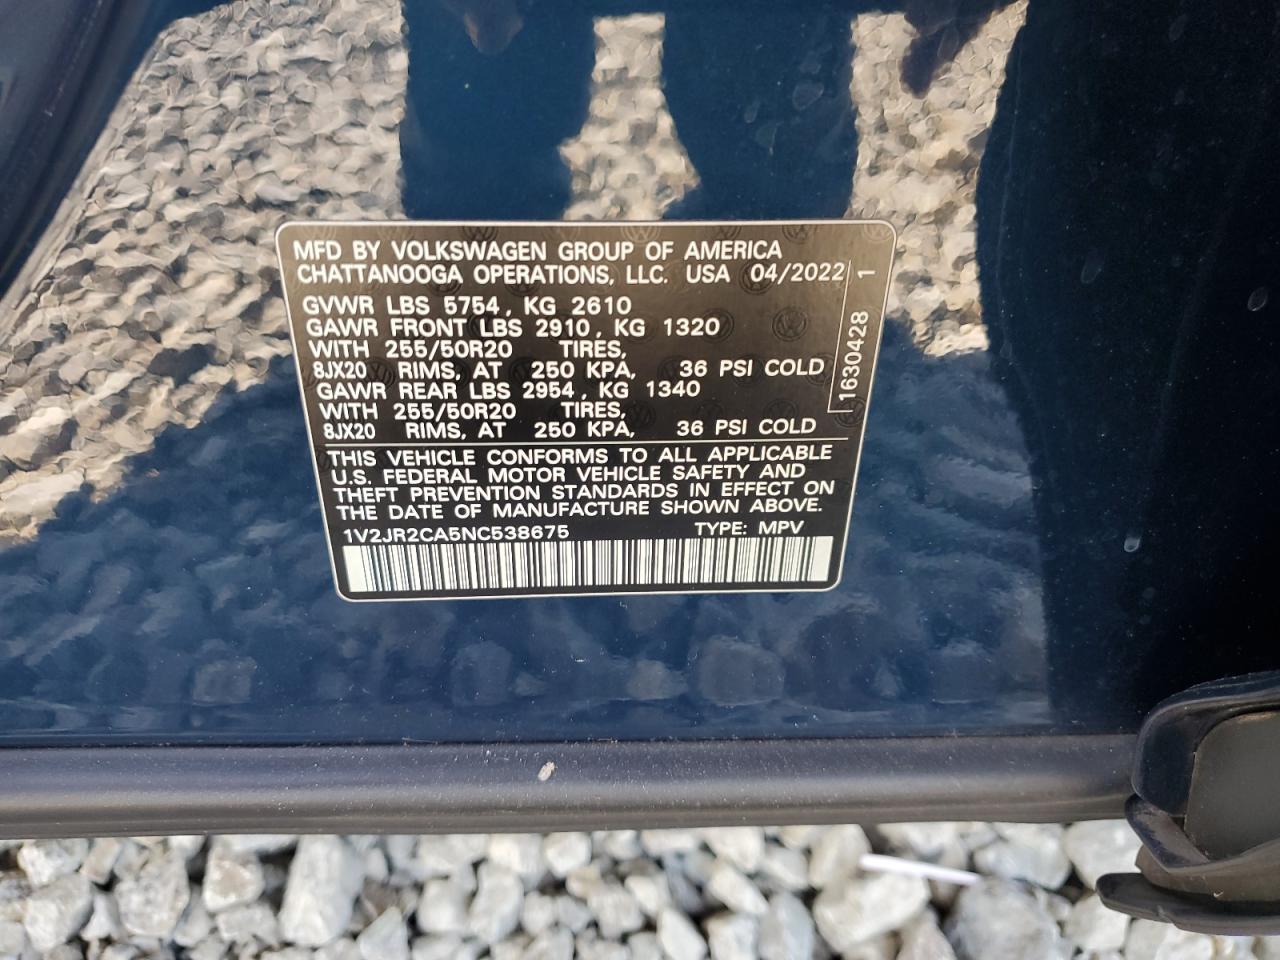 MFD BY VOLKSWAGEN GROUP OF AMERICA
CHATTANOOGA OPERATIONS, LLC. USA 04/2022
GVWR LBS 5754, KG 2610
GAWR FRONT LBS 2910, KG 1320
WITH 255/50R20 TIRES,
8JX20 RIMS, AT 250 KPA, 36 PSI COLD
GAWR REAR LBS 2954, KG 1340
WITH 255/50R20 TIRES,
8JX20 RIMS, AT 250 KPA, 36 PSI COLD
1630428 1
THIS VEHICLE CONFORMS TO ALL APPLICABLE
U.S. FEDERAL MOTOR VEHICLE SAFETY AND
THEFT PREVENTION STANDARDS IN EFFECT ON
THE DATE OF MANUFACTURE SHOWN ABOVE.
1V2JR2CA5NC538675 TYPE: MPV